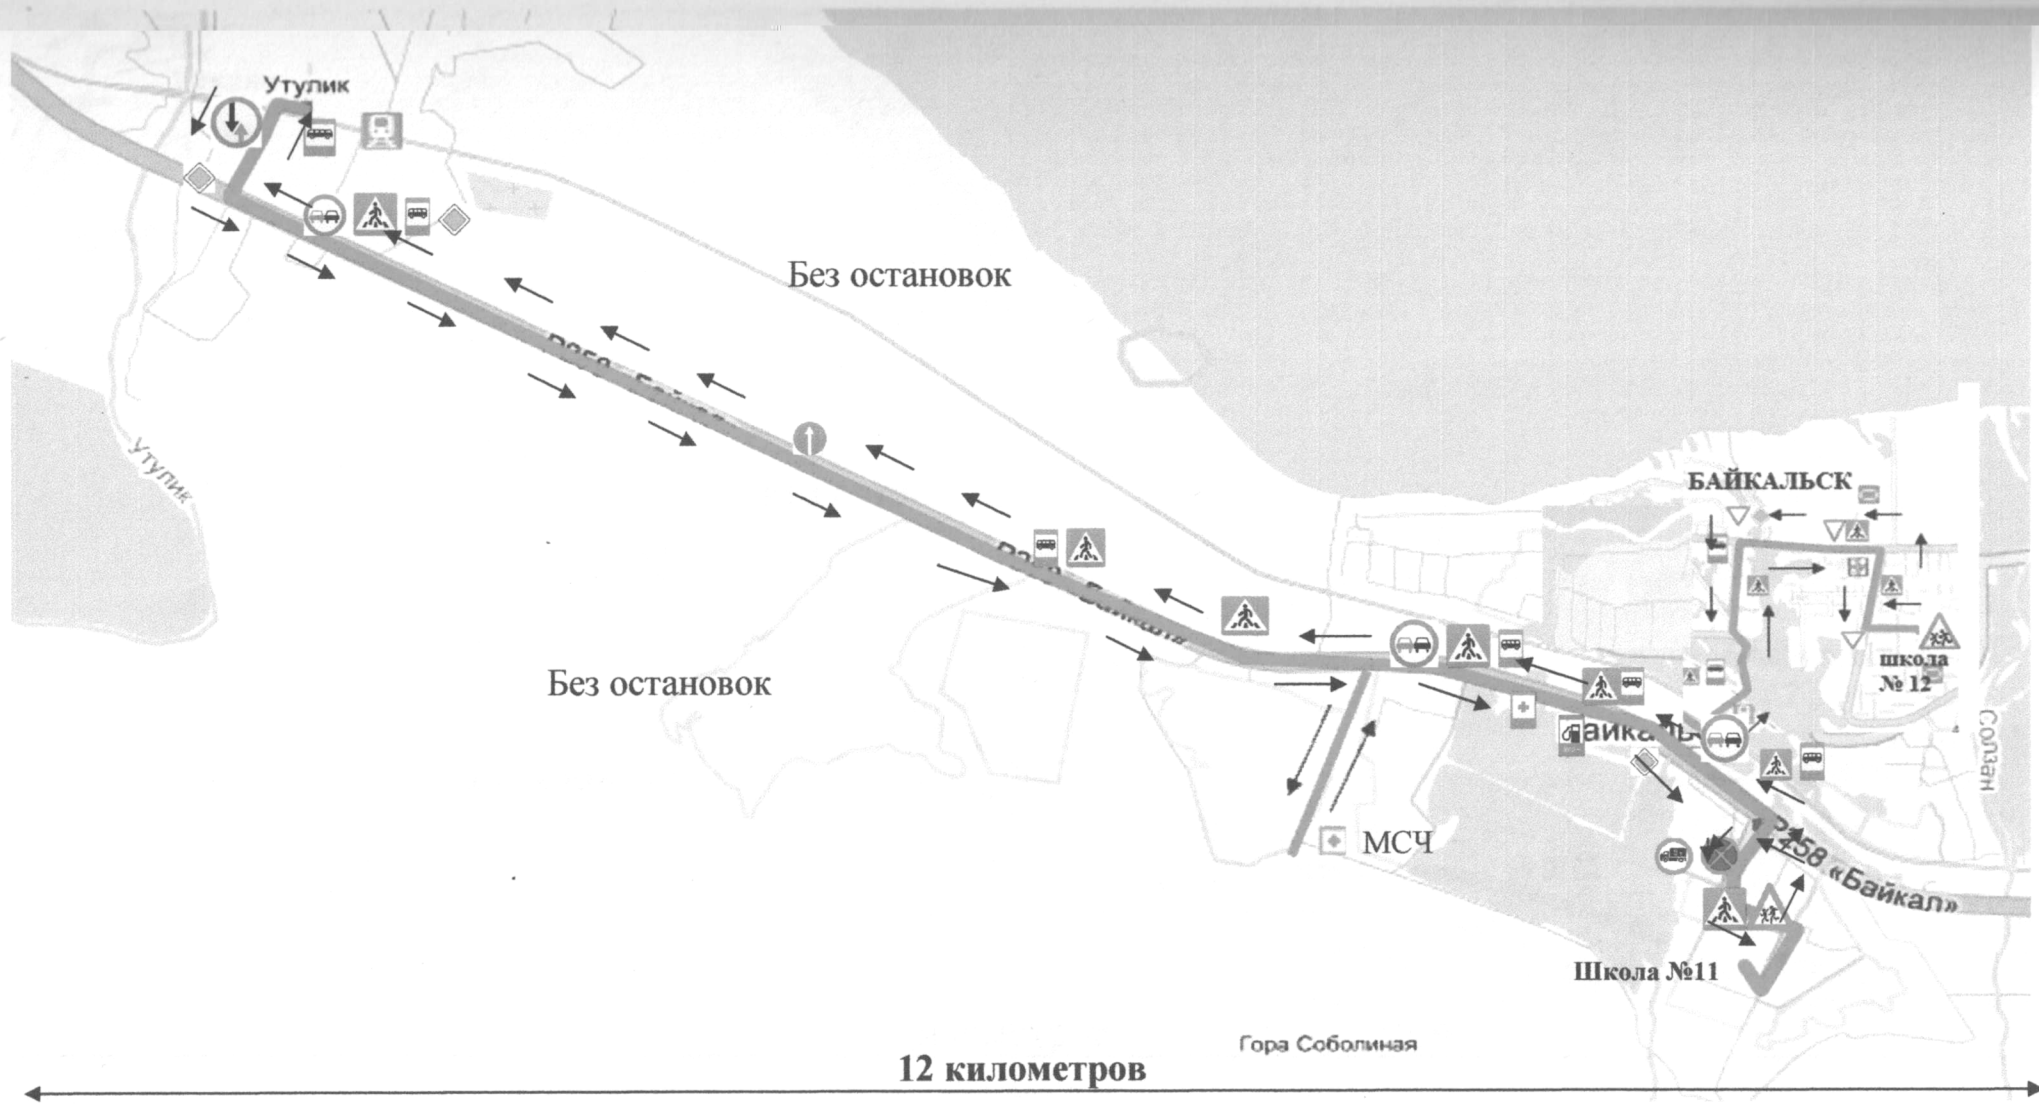 Утулик
Без остановок
Утулик
Без остановок
БАЙКАЛЬСК
школа
№ 12
Солзан
МСЧ
Р258 «Байкал»
Школа №11
Гора Соболиная
12 километров